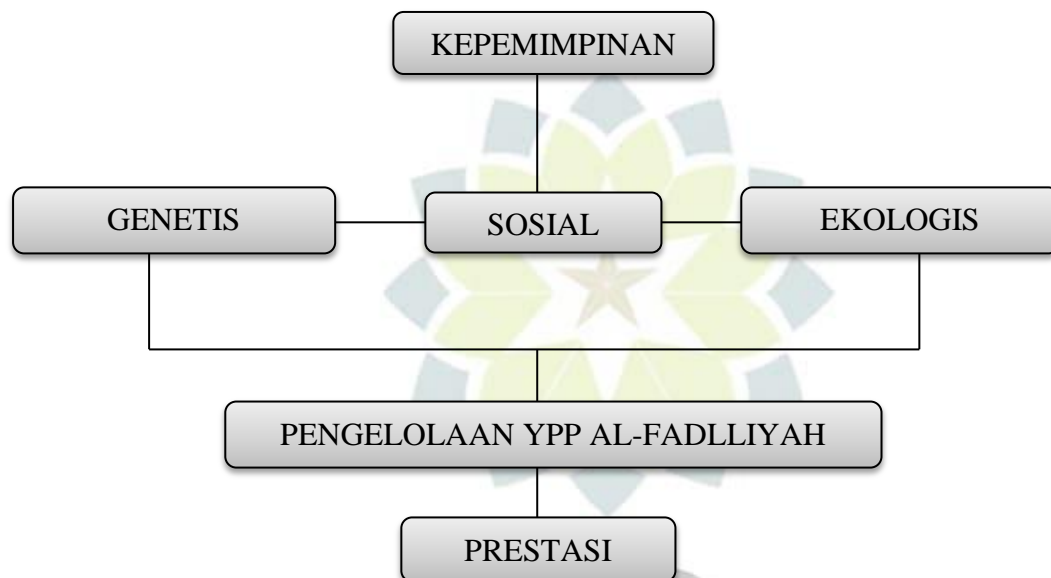 KEPEMIMPINAN
GENETIS
SOSIAL
EKOLOGIS
PENGELOLAAN YPP AL-FADLLIYAH
PRESTASI